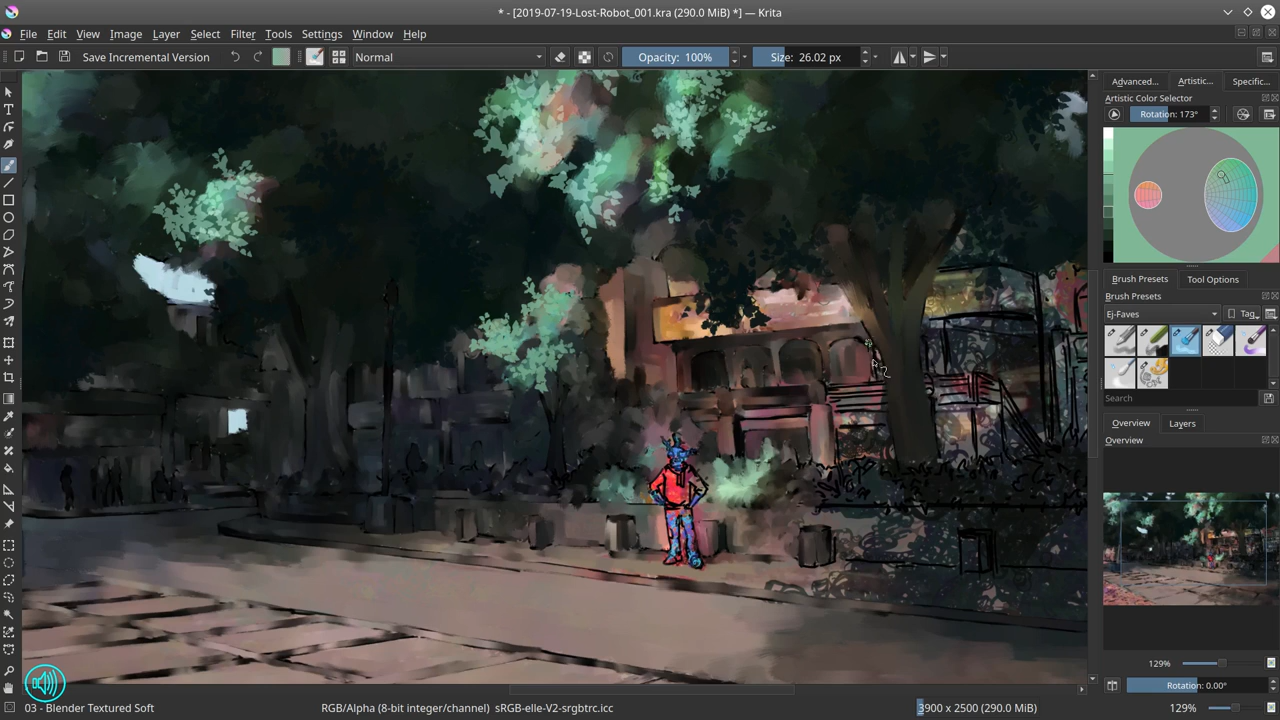 * - [2019-07-19-Lost-Robot_001.kra (290.0 MiB) *] — Krita
File Edit View Image Layer Select Filter Tools Settings Window Help
Save Incremental Version Normal Opacity: 100% Size: 26.02 px
Advanced... Artistic... Specific...
Artistic Color Selector
Rotation: 173°
Brush Presets Tool Options
Brush Presets
Ej-Faves Tag
Search
Overview Layers
Overview
129%
Rotation: 0.00°
03 - Blender Textured Soft RGB/Alpha (8-bit integer/channel) sRGB-elle-V2-srgbtrc.icc 3900 x 2500 (290.0 MiB) 129%